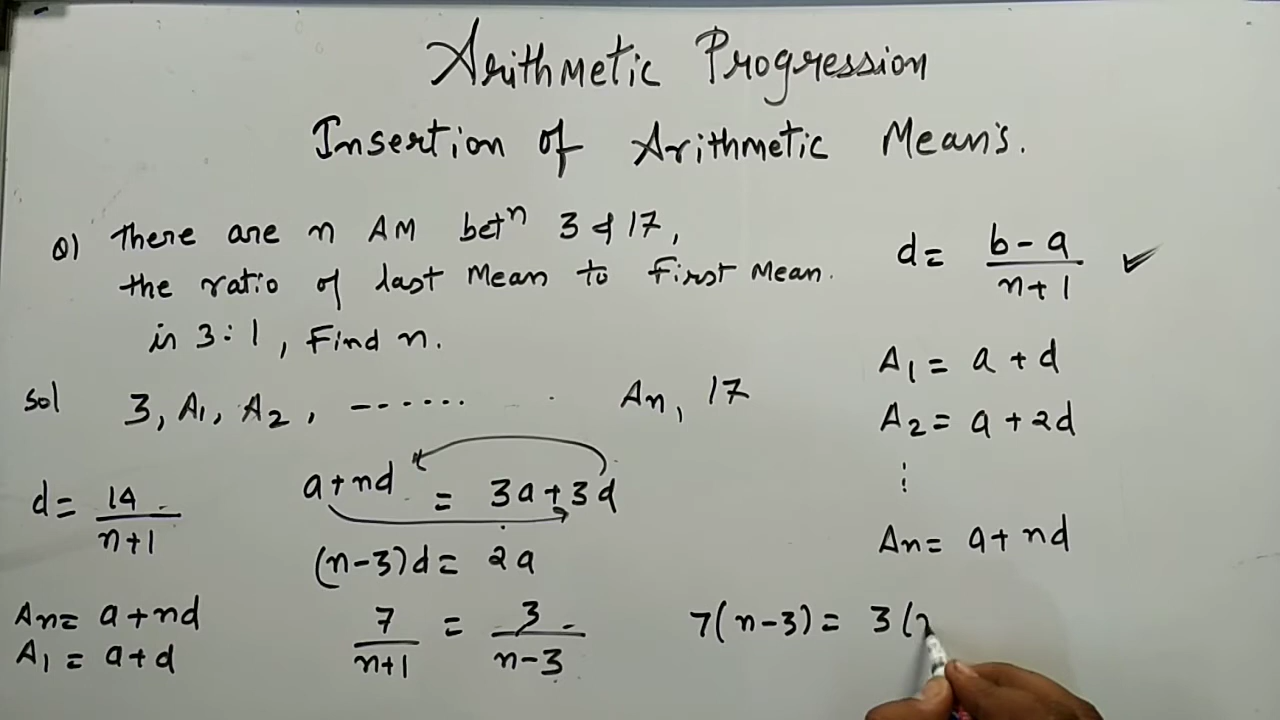 Arithmetic Progression
Insertion of Arithmetic Mean's.
Q) There are n AM betⁿ 3 & 17,
the ratio of last Mean to First Mean.
is 3:1, Find n.
Sol 3, A₁, A₂, ------- An, 17
d = 14/(n+1)
An = a+nd
A₁ = a+d
a+nd = 3a+3d
(n-3)d = 2a
7/(n+1) = 3/(n-3)
7(n-3) = 3(
d = (b-a)/(n+1) ✓
A₁ = a+d
A₂ = a+2d
⋮
An = a+nd